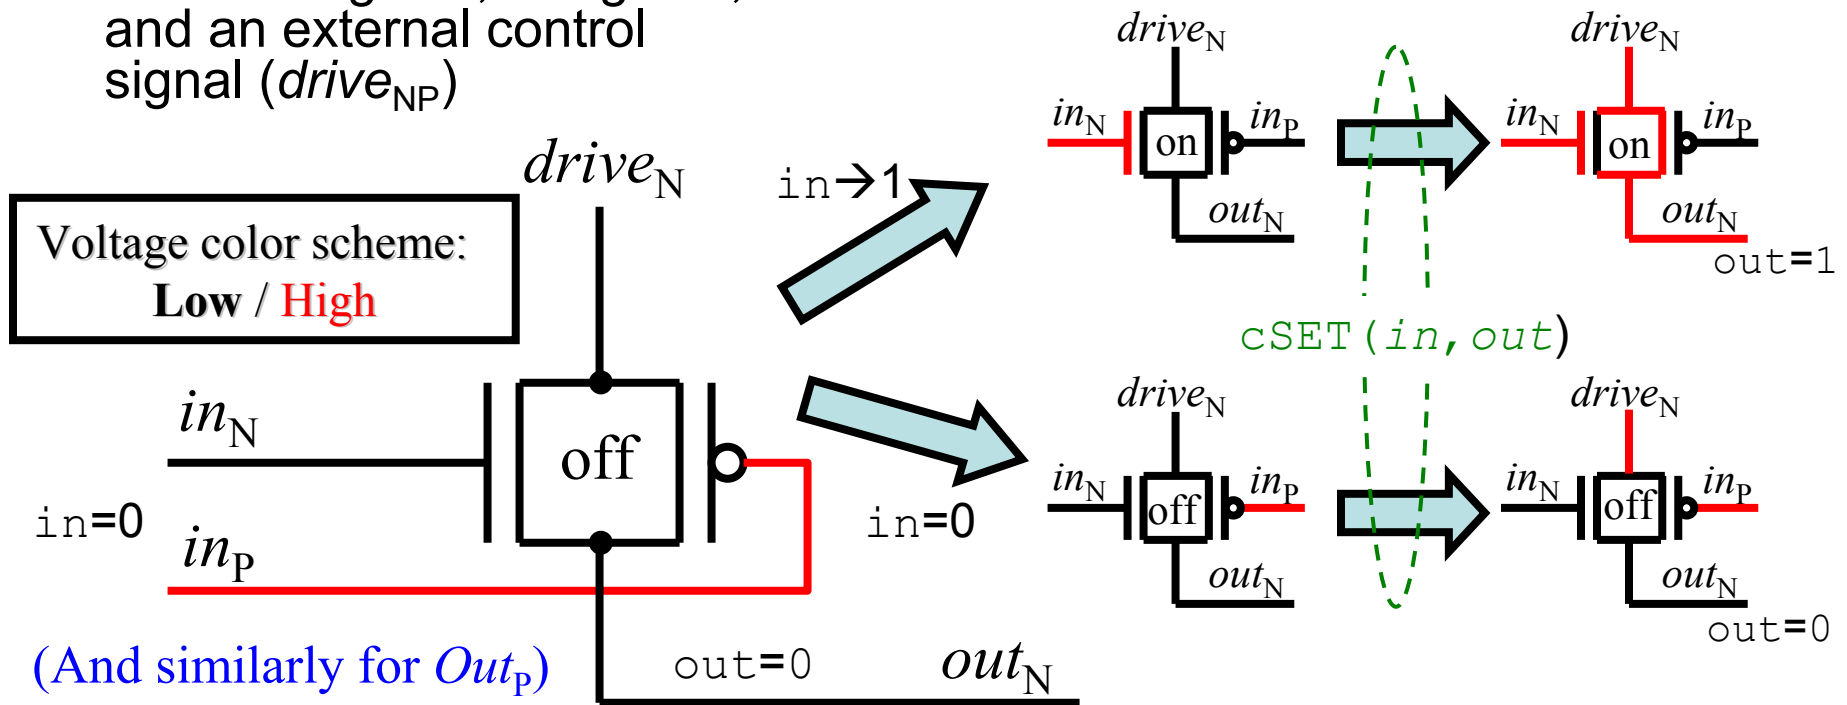 and an external control
signal (driveNP)
driveN
in→1
Voltage color scheme:
Low / High
inN
off
in=0
in=0
inP
(And similarly for OutP)
out=0
outN
driveN
inN
on
inP
outN
driveN
inN
on
inP
outN
out=1
cSET(in,out)
driveN
inN
off
inP
outN
driveN
inN
off
inP
outN
out=0